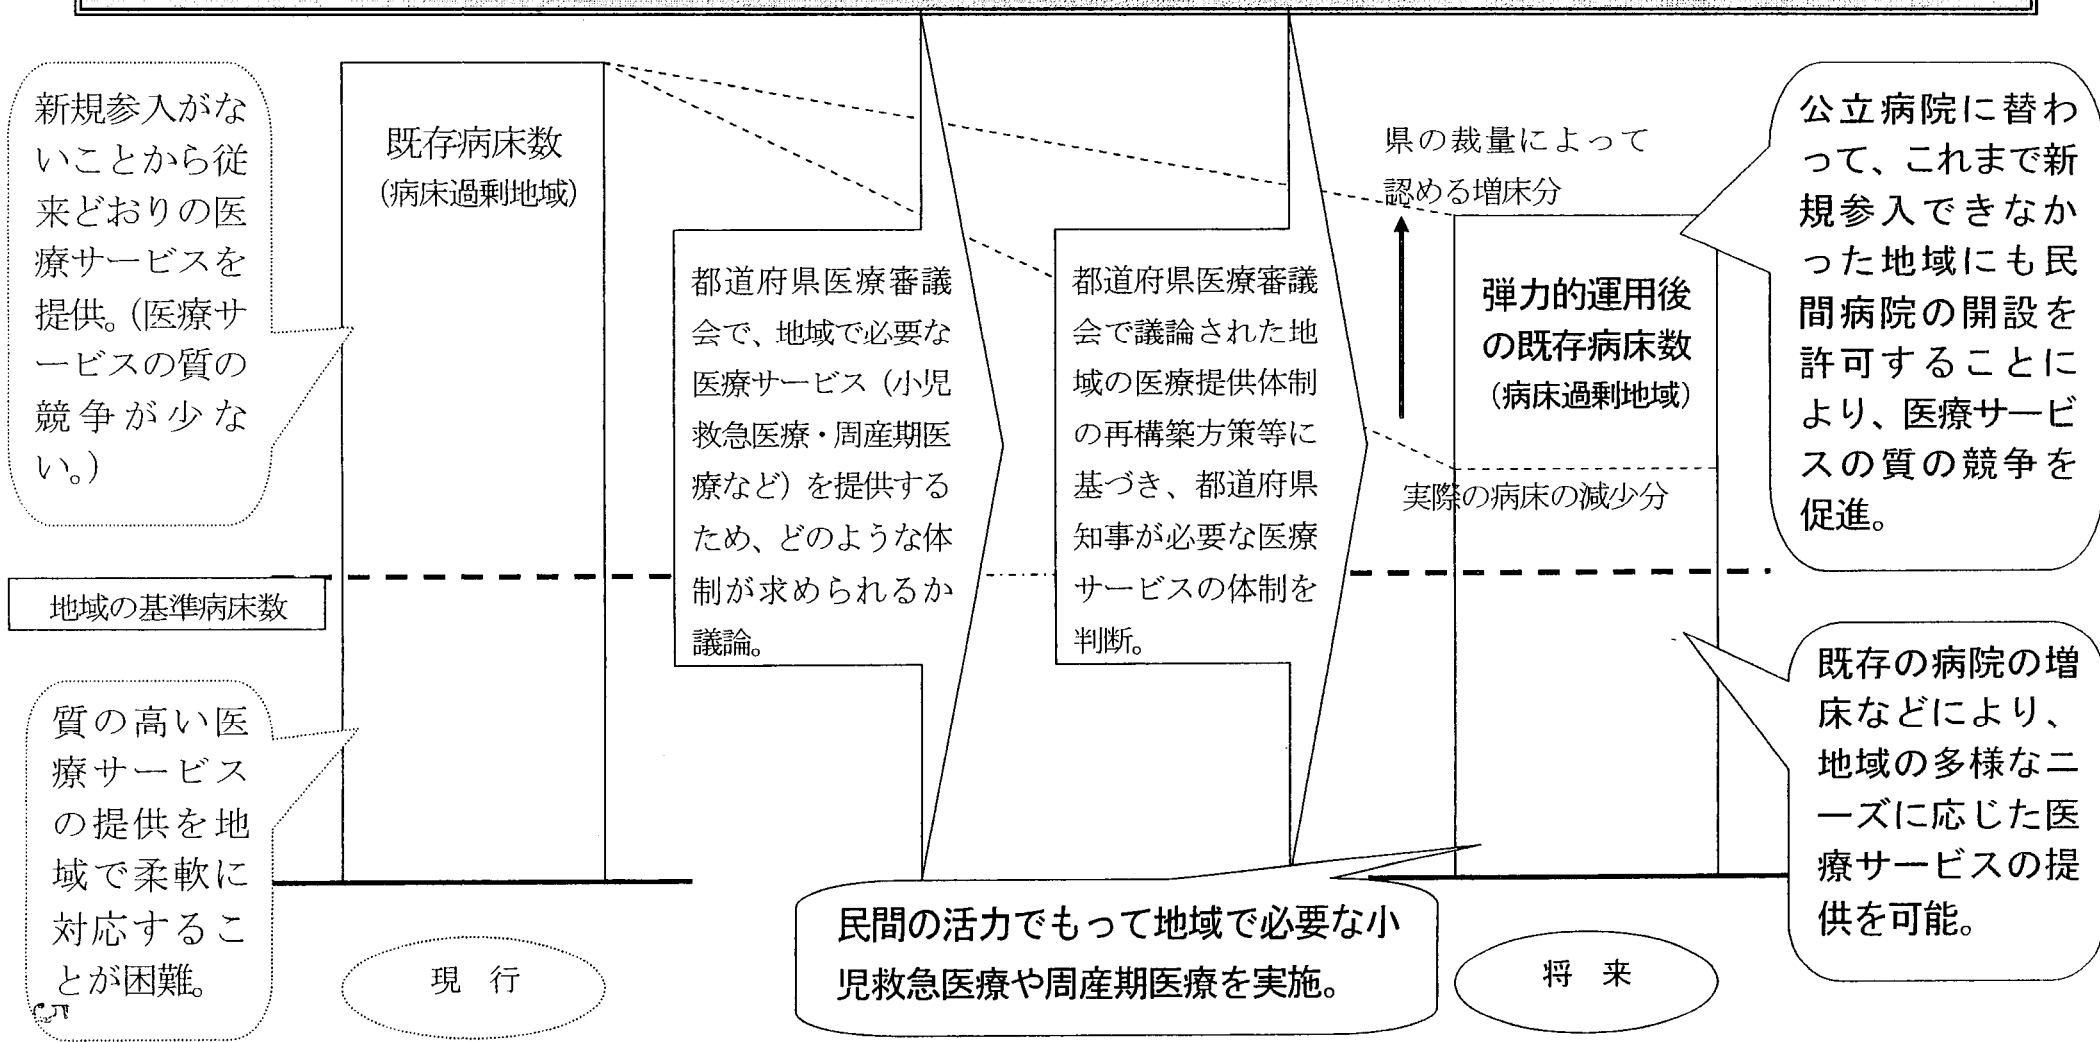 新規参入がな
いことから従
来どおりの医
療サービスを
提供。(医療サ
ービスの質の
競争が少な
い。)
既存病床数
(病床過剰地域)
都道府県医療審議
会で、地域で必要な
医療サービス（小児
救急医療・周産期医
療など）を提供する
ため、どのような体
制が求められるか
議論。
都道府県医療審議
会で議論された地
域の医療提供体制
の再構築方策等に
基づき、都道府県
知事が必要な医療
サービスの体制を
判断。
県の裁量によって
認める増床分
弾力的運用後
の既存病床数
(病床過剰地域)
実際の病床の減少分
公立病院に替わ
って、これまで新
規参入できなか
った地域にも民
間病院の開設を
許可することに
より、医療サービ
スの質の競争を
促進。
地域の基準病床数
質の高い医
療サービス
の提供を地
域で柔軟に
対応するこ
とが困難。
既存の病院の増
床などにより、
地域の多様なニ
ーズに応じた医
療サービスの提
供を可能。
現 行
民間の活力でもって地域で必要な小
児救急医療や周産期医療を実施。
将 来